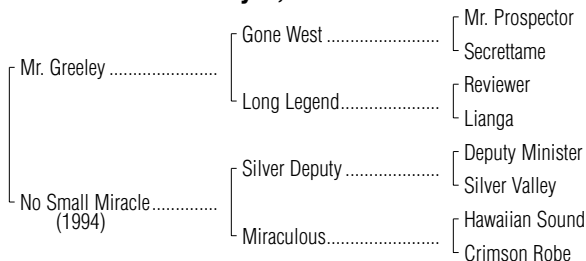 Mr. Prospector
Gone West ........................
Secrettame
Mr. Greeley ......................
Reviewer
Long Legend.....................
Lianga
Deputy Minister
Silver Deputy ....................
Silver Valley
No Small Miracle.............
(1994)
Hawaiian Sound
Miraculous........................
Crimson Robe